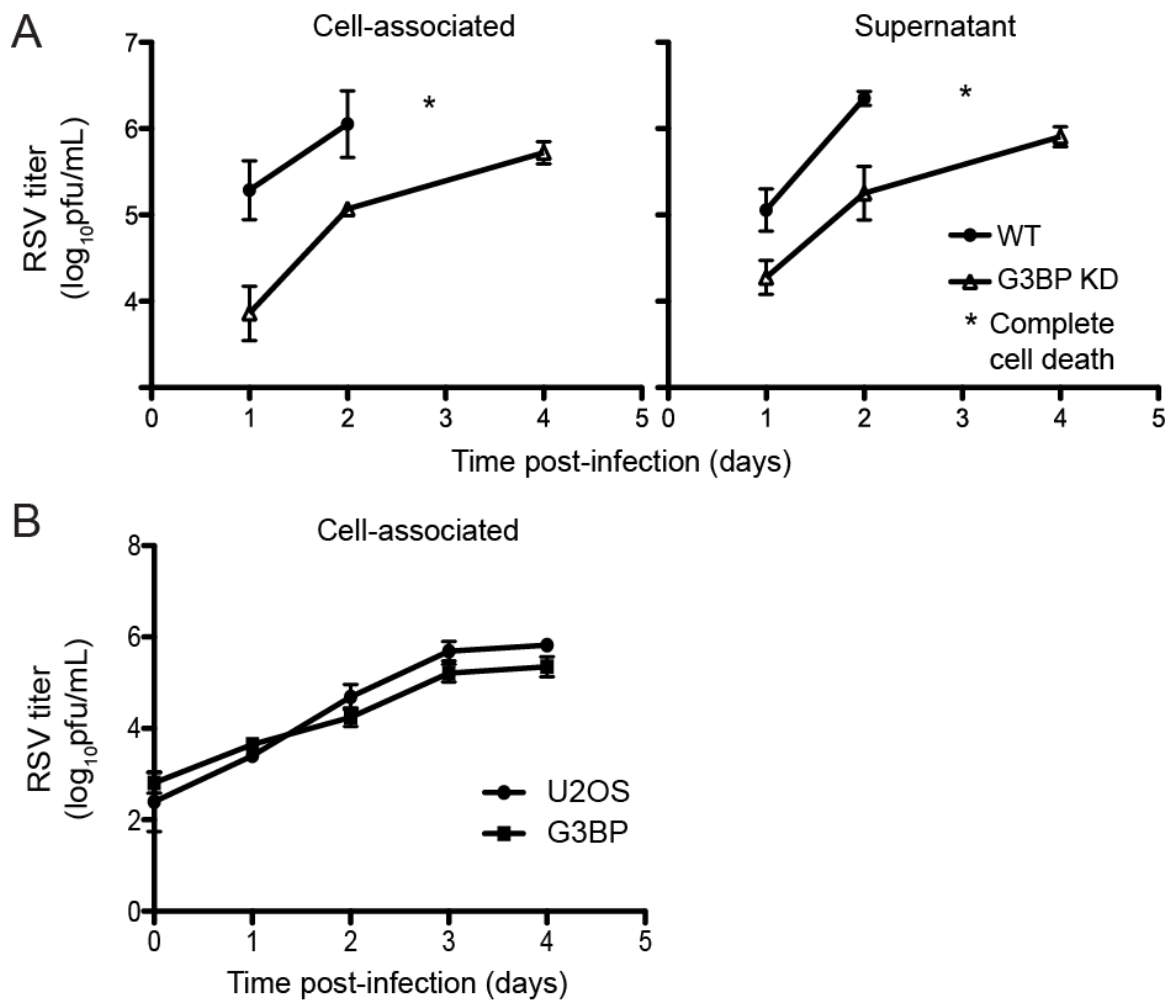 A
Cell-associated
Supernatant
7
6
5
4
RSV titer
(log10pfu/mL)
0 1 2 3 4 5
0 1 2 3 4 5
WT
G3BP KD
* Complete
cell death
*
*
Time post-infection (days)
B
Cell-associated
8
6
4
2
0
RSV titer
(log10pfu/mL)
U2OS
G3BP
0 1 2 3 4 5
Time post-infection (days)